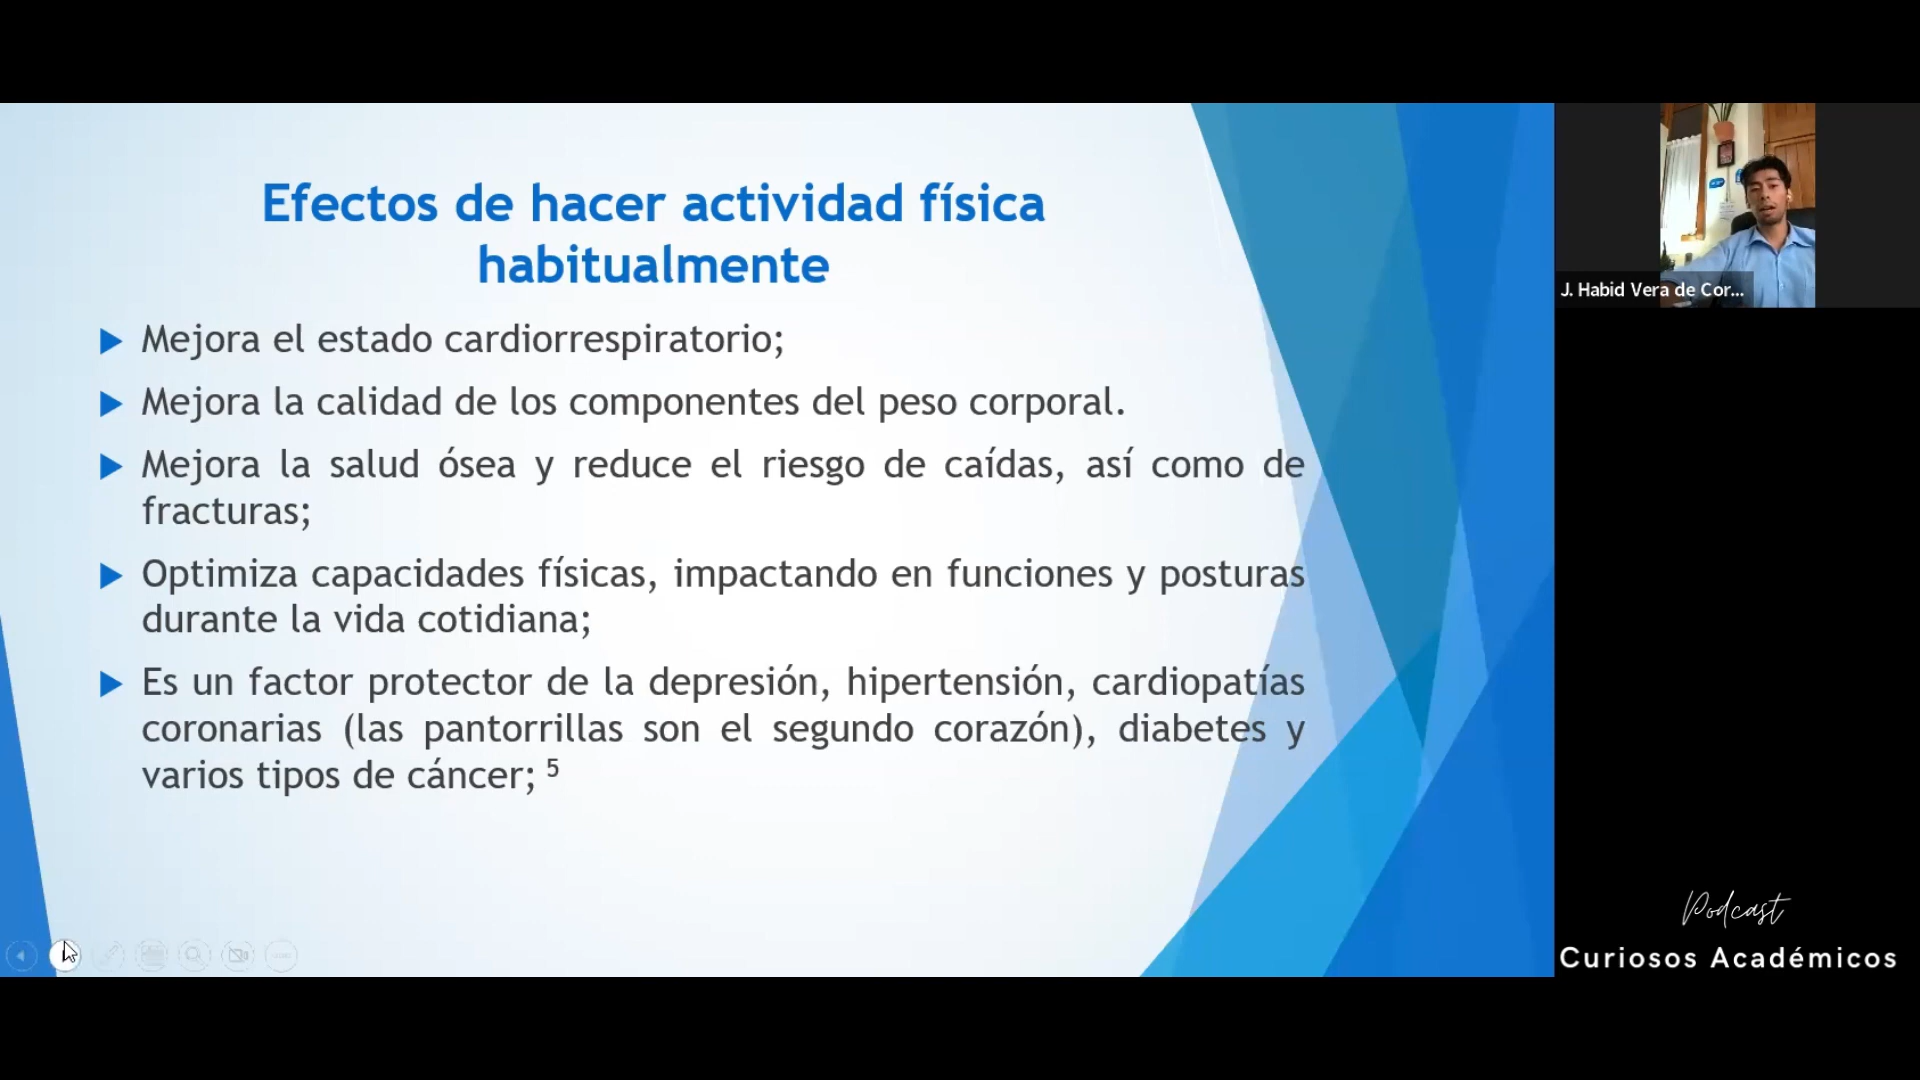 Efectos de hacer actividad física
habitualmente
Mejora el estado cardiorrespiratorio;
Mejora la calidad de los componentes del peso corporal.
Mejora la salud ósea y reduce el riesgo de caídas, así como de
fracturas;
Optimiza capacidades físicas, impactando en funciones y posturas
durante la vida cotidiana;
Es un factor protector de la depresión, hipertensión, cardiopatías
coronarias (las pantorrillas son el segundo corazón), diabetes y
varios tipos de cáncer; 5
J. Habid Vera de Cor...
Podcast
Curiosos Académicos